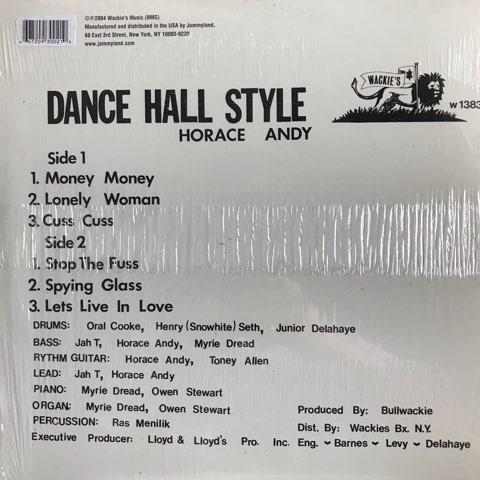 ©℗ 2004 Wackie's Music (BMG)
Manufactured and distributed in the USA by Jammyland.
60 East 3rd Street, New York, NY 10003-9231
www.jammyland.com
WACKIE'S
W 1383
DANCE HALL STYLE
HORACE ANDY
Side 1
1. Money Money
2. Lonely Woman
3. Cuss Cuss
Side 2
1. Stop The Fuss
2. Spying Glass
3. Lets Live In Love
DRUMS: Oral Cooke, Henry (Snowhite) Seth, Junior Delahaye
BASS: Jah T, Horace Andy, Myrie Dread
RYTHM GUITAR: Horace Andy, Toney Allen
LEAD: Jah T, Horace Andy
PIANO: Myrie Dread, Owen Stewart
ORGAN: Myrie Dread, Owen Stewart
PERCUSSION: Ras Menilik
Executive Producer: Lloyd & Lloyd's Pro. Inc.
Produced By: Bullwackie
Dist. By: Wackies Bx. N.Y.
Eng. - Barnes - Levy - Delahaye